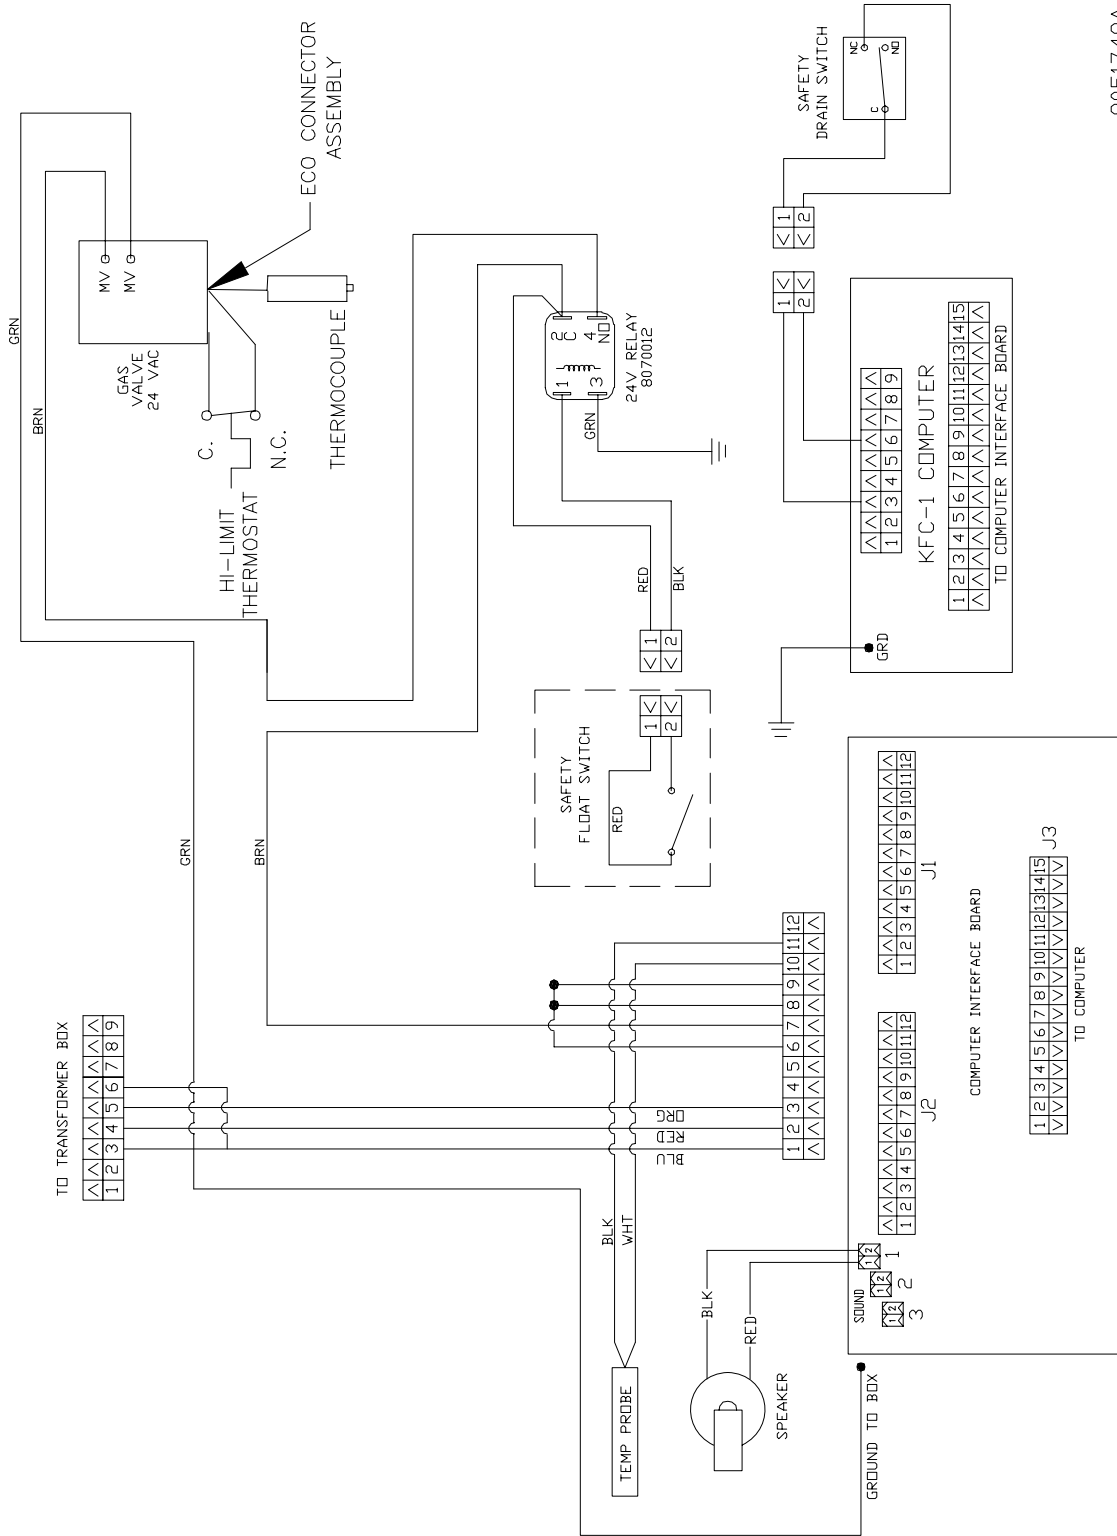 GRN
BRN
MV
MV
GAS
VALVE
24 VAC
ECO CONNECTOR
ASSEMBLY
C.
N.C.
HI-LIMIT
THERMOSTAT
THERMOCOUPLE
SAFETY
DRAIN SWITCH
NC
NO
C
1
2
1
2
2
C
4
NO
1
3
24V RELAY
8070012
GRN
RED
BLK
1
2
1
2
SAFETY
FLOAT SWITCH
RED
1 2 3 4 5 6 7 8 9
KFC-1 COMPUTER
1 2 3 4 5 6 7 8 9 10 11 12 13 14 15
TO COMPUTER INTERFACE BOARD
GRD
GRN
BRN
TO TRANSFORMER BOX
1 2 3 4 5 6 7 8 9
BLU
RED
ORG
1 2 3 4 5 6 7 8 9 10 11 12
BLK
WHT
TEMP PROBE
BLK
RED
SPEAKER
GROUND TO BOX
SOUND
1 2
1
1 2
2
1 2
3
1 2 3 4 5 6 7 8 9 10 11 12
J2
1 2 3 4 5 6 7 8 9 10 11 12
J1
COMPUTER INTERFACE BOARD
1 2 3 4 5 6 7 8 9 10 11 12 13 14 15
J3
TO COMPUTER